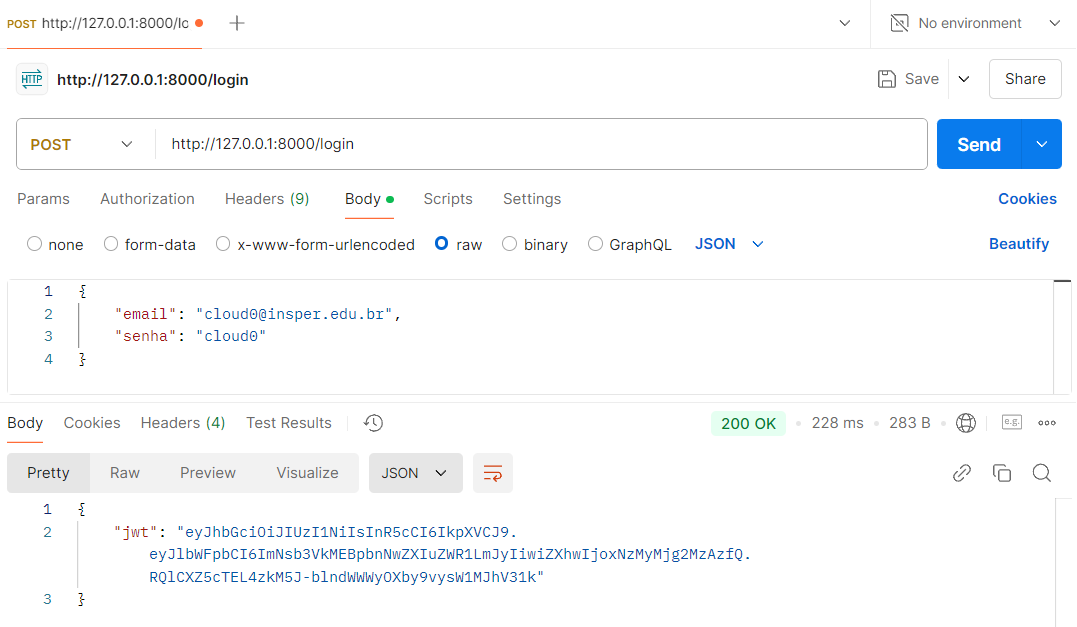 POST http://127.0.0.1:8000/lo
No environment
HTTP http://127.0.0.1:8000/login Save Share
POST http://127.0.0.1:8000/login Send
Params Authorization Headers (9) Body Scripts Settings Cookies
none form-data x-www-form-urlencoded raw binary GraphQL JSON Beautify
1 {
2 "email": "cloud0@insper.edu.br",
3 "senha": "cloud0"
4 }
Body Cookies Headers (4) Test Results 200 OK 228 ms 283 B e.g.
Pretty Raw Preview Visualize JSON
1 {
2 "jwt": "eyJhbGciOiJIUzI1NiIsInR5cCI6IkpXVCJ9.
eyJlbWFpbCI6ImNsb3VkMEBpbnNwZXIuZWR1LmJyIiwiZXhwIjoxNzMyMjg2MzAzfQ.
RQlCXZ5cTEL4zkM5J-blndWWWyOXby9vysW1MJhV31k"
3 }